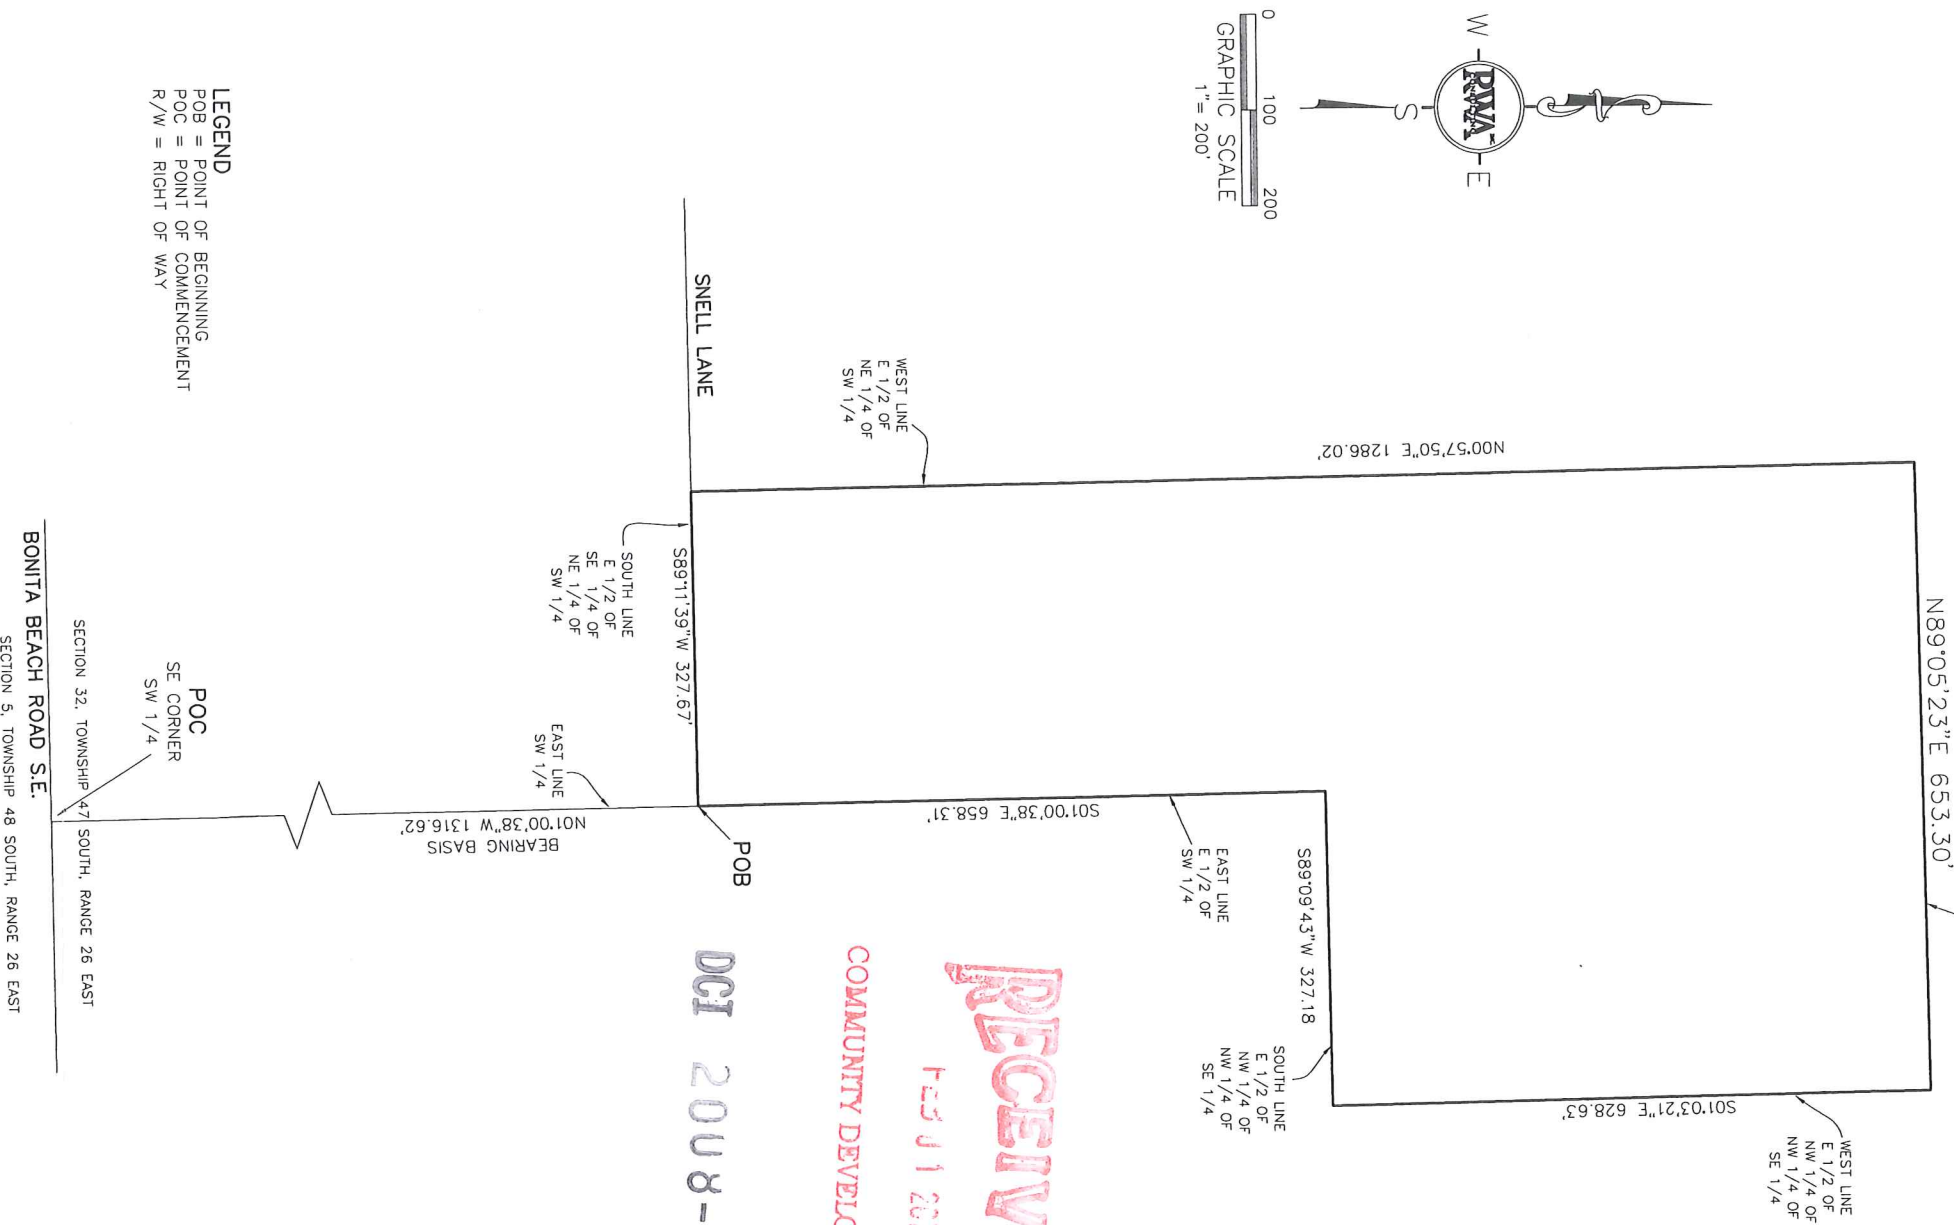 W
RWA INC.
CONSULTING
E
S
0 100 200
GRAPHIC SCALE
1"= 200'
N89°05'23"E 653.30'
N00°57'50"E 1286.02'
WEST LINE
E 1/2 OF
NE 1/4 OF
SW 1/4
SNELL LANE
SOUTH LINE
E 1/2 OF
SE 1/4 OF
NE 1/4 OF
SW 1/4
S89°11'39"W 327.67'
EAST LINE
SW 1/4
S01°00'38"E 658.31'
EAST LINE
E 1/2 OF
SW 1/4
S89°09'43"W 327.18
SOUTH LINE
E 1/2 OF
NW 1/4 OF
NW 1/4 OF
SE 1/4
S01°03'21"E 628.63'
WEST LINE
E 1/2 OF
NW 1/4 OF
NW 1/4 OF
SE 1/4
POB
BEARING BASIS
N01°00'38"W 1316.62'
POC
SE CORNER
SW 1/4
SECTION 32, TOWNSHIP 47 SOUTH, RANGE 26 EAST
BONITA BEACH ROAD S.E.
SECTION 5, TOWNSHIP 48 SOUTH, RANGE 26 EAST
LEGEND
POB = POINT OF BEGINNING
POC = POINT OF COMMENCEMENT
R/W = RIGHT OF WAY
RECEIV
COMMUNITY DEVELO
DCI 2008-